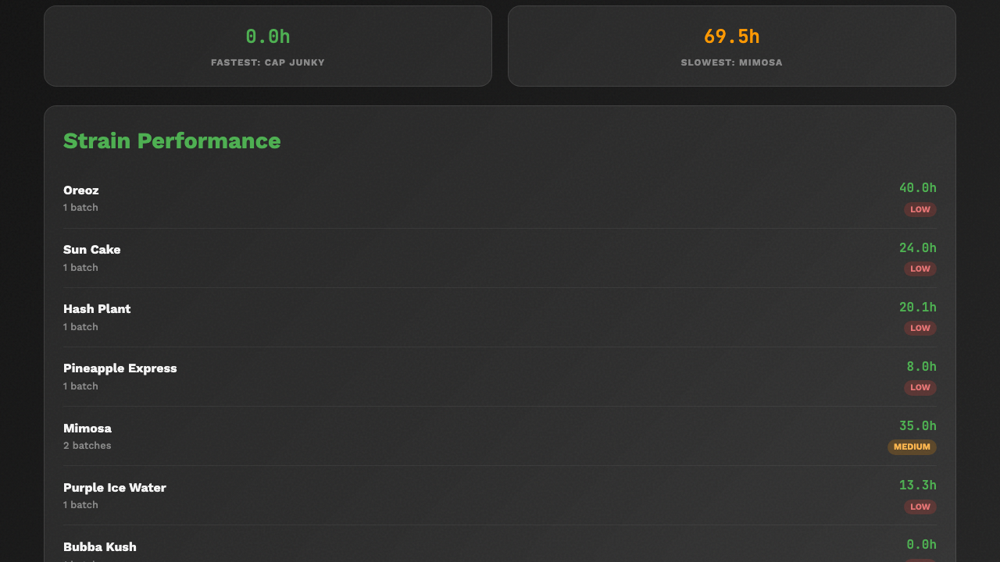 0.0h
FASTEST: CAP JUNKY
69.5h
SLOWEST: MIMOSA
Strain Performance
Oreoz
1 batch
40.0h
LOW
Sun Cake
1 batch
24.0h
LOW
Hash Plant
1 batch
20.1h
LOW
Pineapple Express
1 batch
8.0h
LOW
Mimosa
2 batches
35.0h
MEDIUM
Purple Ice Water
1 batch
13.3h
LOW
Bubba Kush
0.0h